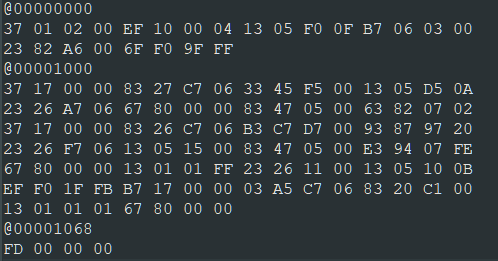 @00000000
37 01 02 00 EF 10 00 04 13 05 F0 0F B7 06 03 00
23 82 A6 00 6F F0 9F FF
@00001000
37 17 00 00 83 27 C7 06 33 45 F5 00 13 05 D5 0A
23 26 A7 06 67 80 00 00 83 47 05 00 63 82 07 02
37 17 00 00 83 26 C7 06 B3 C7 D7 00 93 87 97 20
23 26 F7 06 13 05 15 00 83 47 05 00 E3 94 07 FE
67 80 00 00 13 01 01 FF 23 26 11 00 13 05 10 0B
EF F0 1F FB B7 17 00 00 03 A5 C7 06 83 20 C1 00
13 01 01 01 67 80 00 00
@00001068
FD 00 00 00